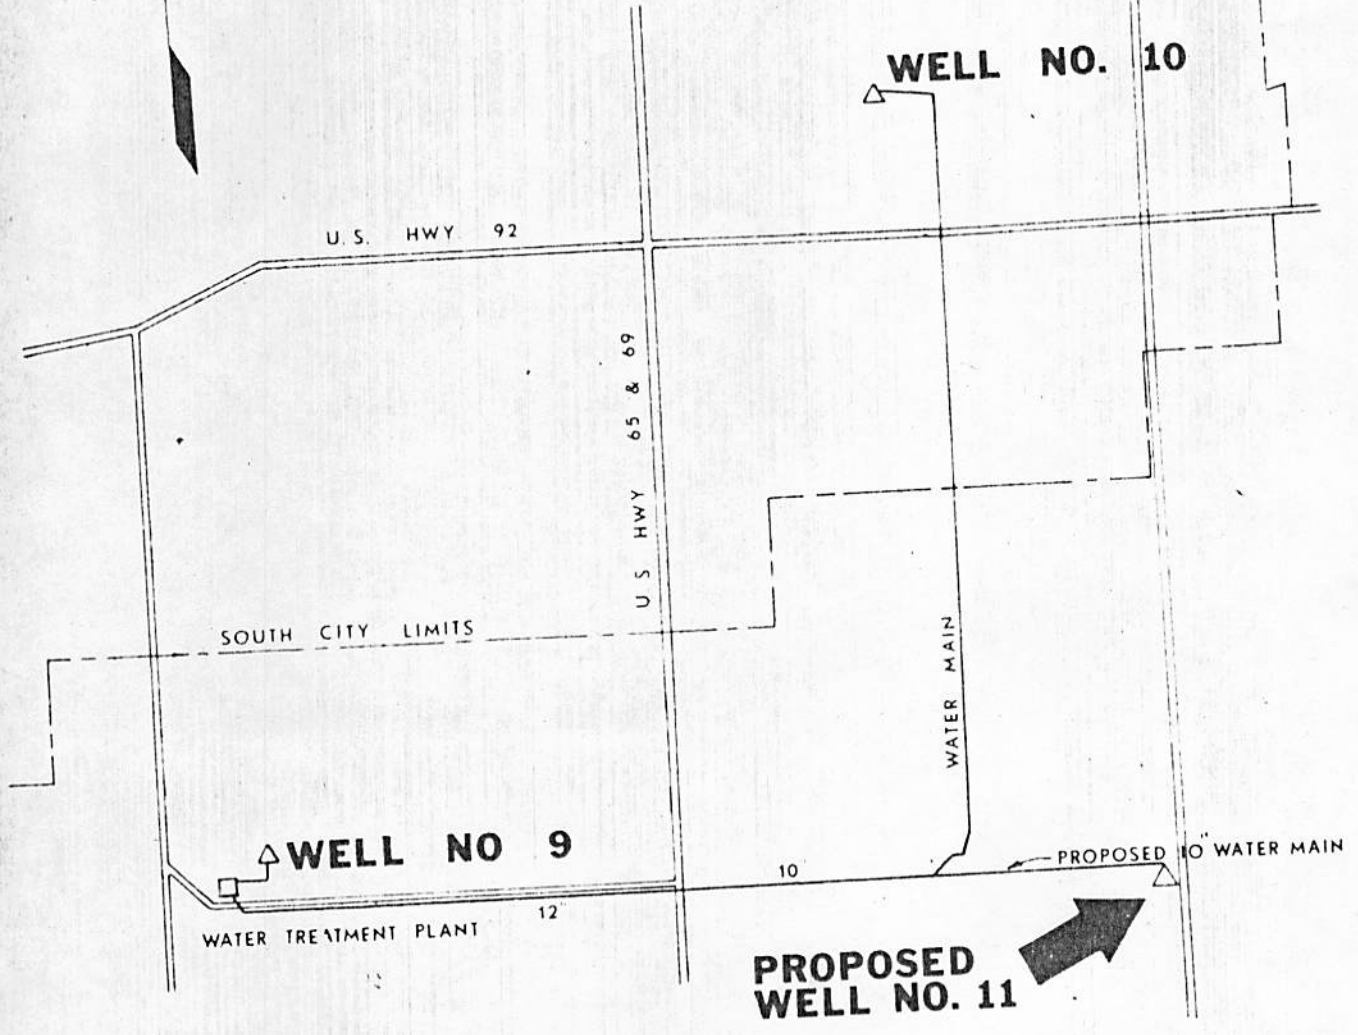 WELL NO. 10
U.S. HWY. 92
U S HWY 65 & 69
SOUTH CITY LIMITS
WATER MAIN
WELL NO 9
PROPOSED 10" WATER MAIN
10
12"
WATER TREATMENT PLANT
PROPOSED
WELL NO. 11